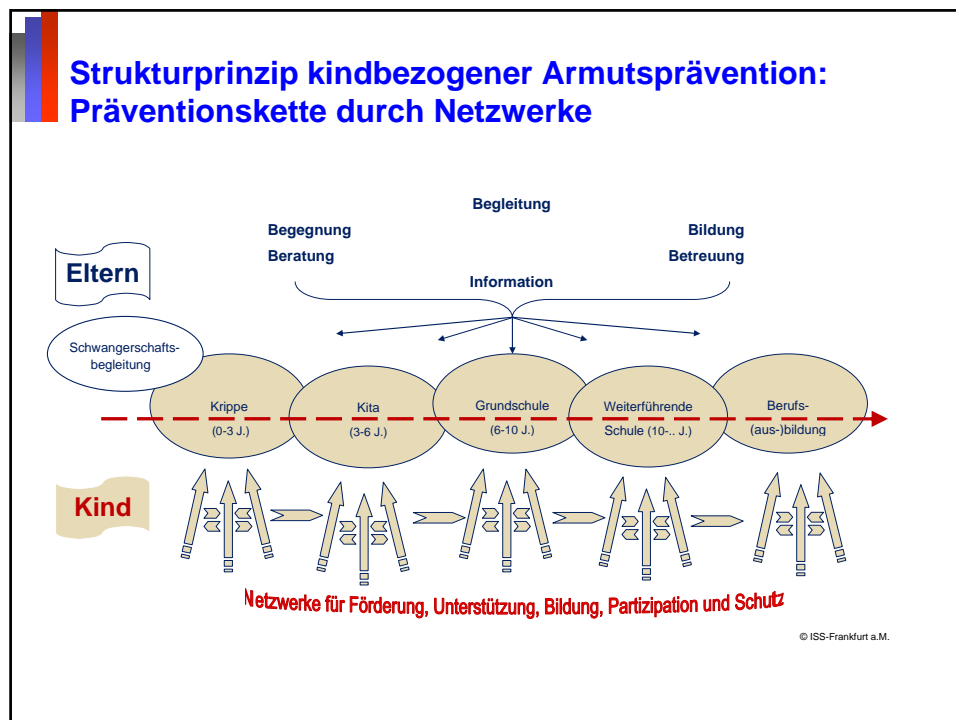 Strukturprinzip kindbezogener Armutsprävention:
Präventionskette durch Netzwerke
Begleitung
Begegnung
Bildung
Beratung
Betreuung
Eltern
Information
Schwangerschafts-
begleitung
Krippe
(0-3 J.)
Kita
(3-6 J.)
Grundschule
(6-10 J.)
Weiterführende
Schule (10-.. J.)
Berufs-
(aus-)bildung
Kind
Netzwerke für Förderung, Unterstützung, Bildung, Partizipation und Schutz
© ISS-Frankfurt a.M.